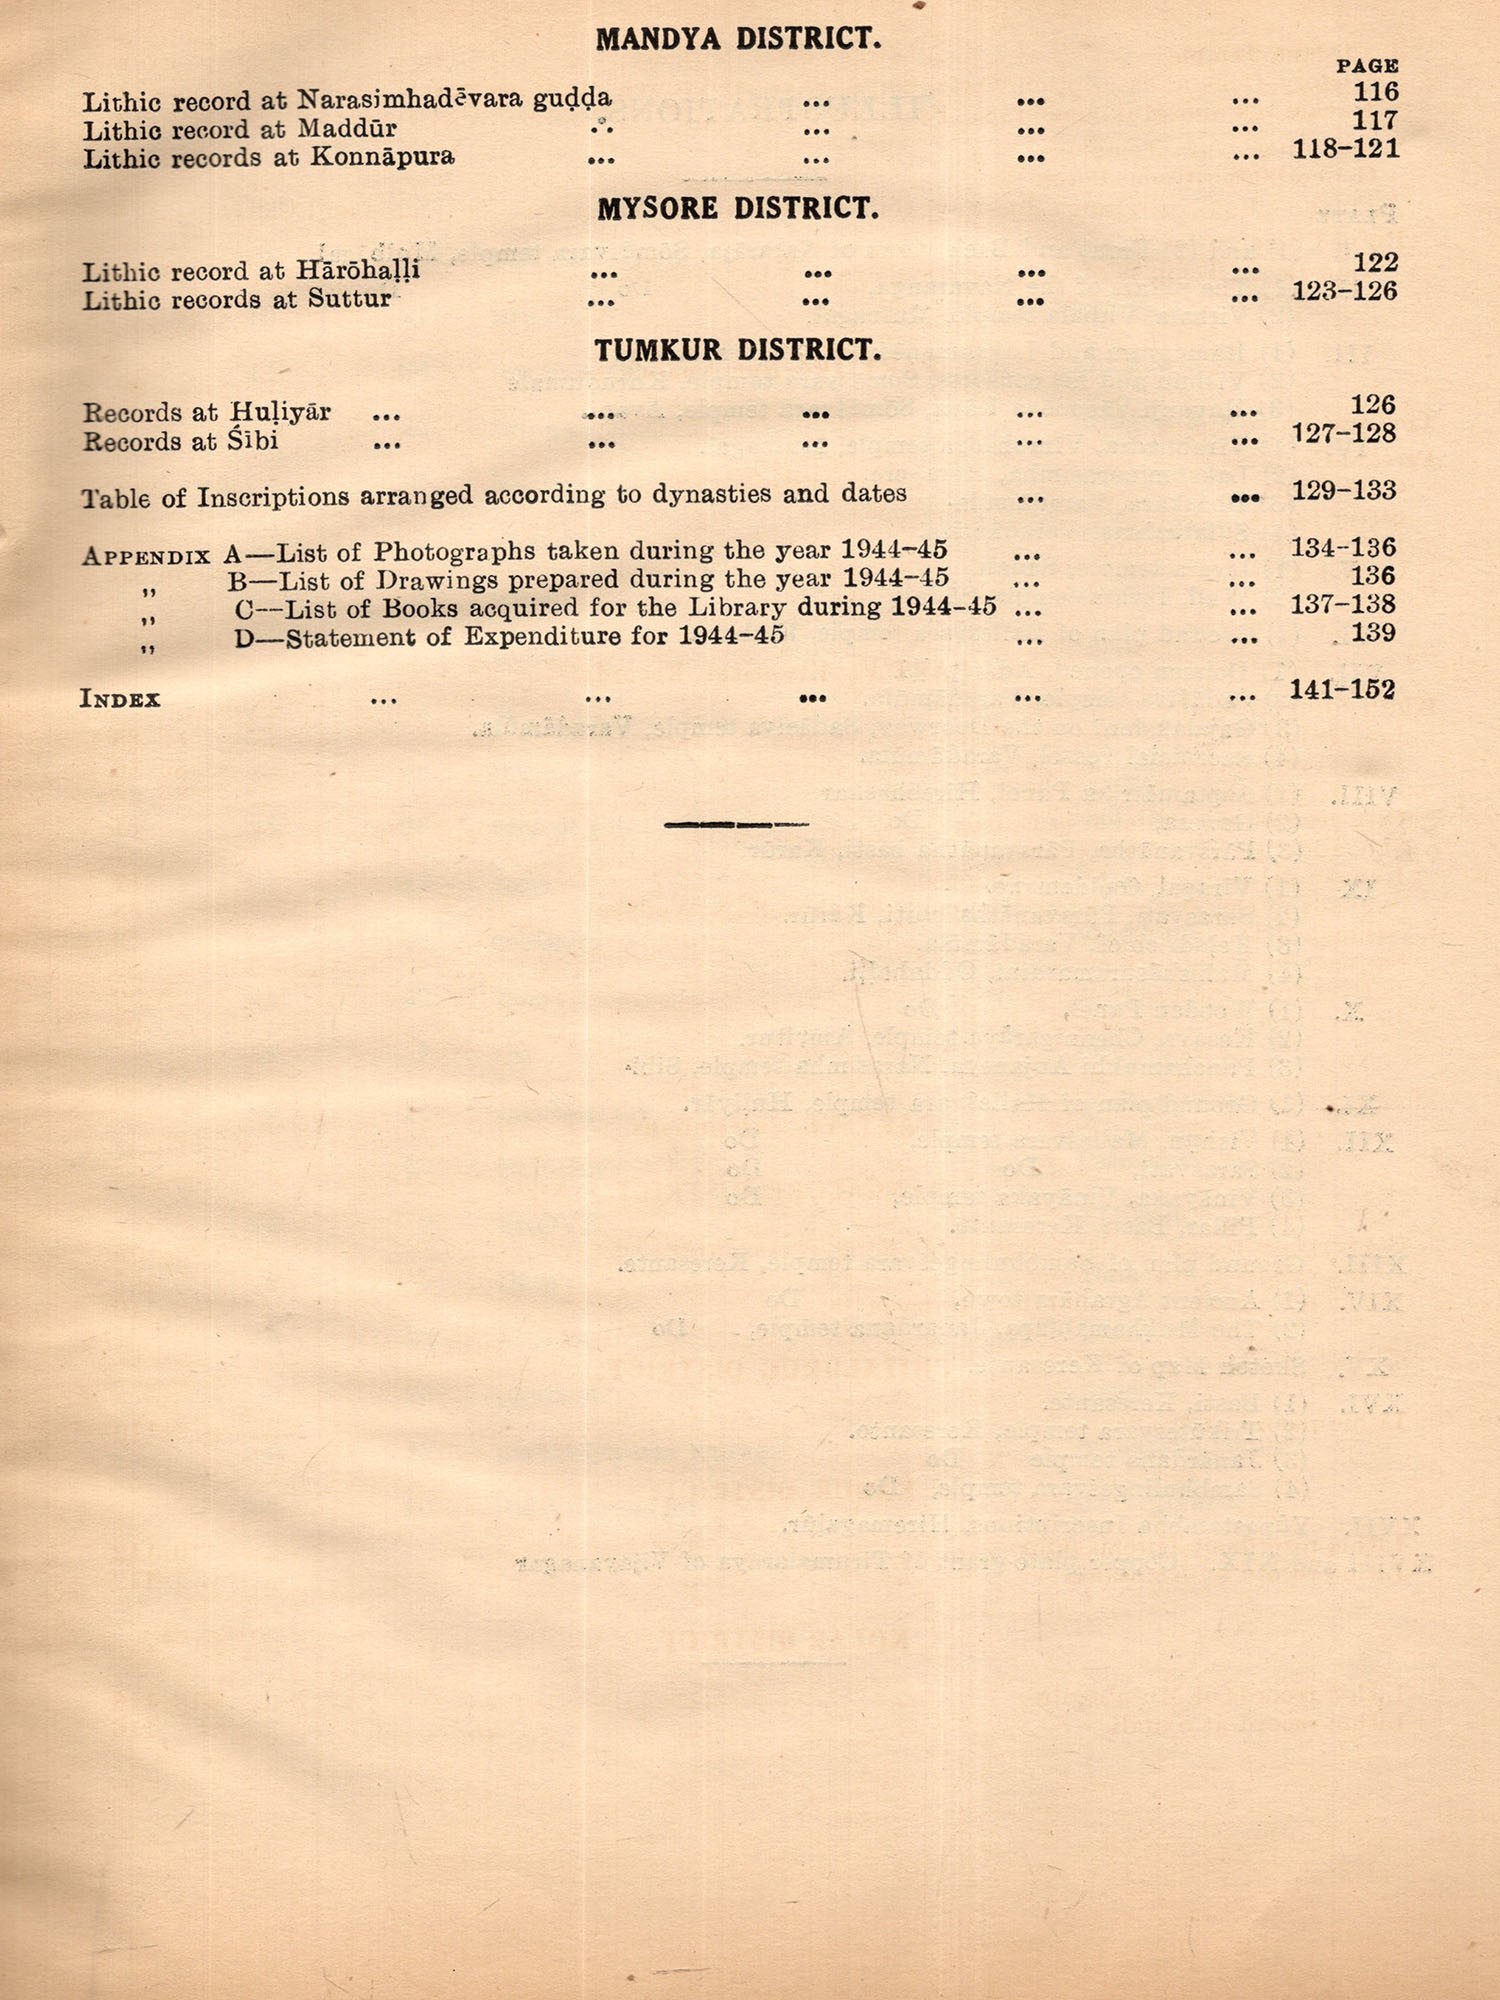 MANDYA DISTRICT.
PAGE
Lithic record at Narasimhadēvara guḍḍa ... ... ... 116
Lithic record at Maddūr ... ... ... ... 117
Lithic records at Konnāpura ... ... ... ... 118–121
MYSORE DISTRICT.
Lithic record at Hārōhaḷḷi ... ... ... ... 122
Lithic records at Suttur ... ... ... ... 123–126
TUMKUR DISTRICT.
Records at Huḷiyār ... ... ... ... ... 126
Records at Śībi ... ... ... ... ... 127–128
Table of Inscriptions arranged according to dynasties and dates ... ... 129–133
APPENDIX A—List of Photographs taken during the year 1944–45 ... ... 134–136
„ B—List of Drawings prepared during the year 1944–45 ... ... 136
„ C—List of Books acquired for the Library during 1944–45 ... ... 137–138
„ D—Statement of Expenditure for 1944–45 ... ... 139
INDEX ... ... ... ... ... 141–152